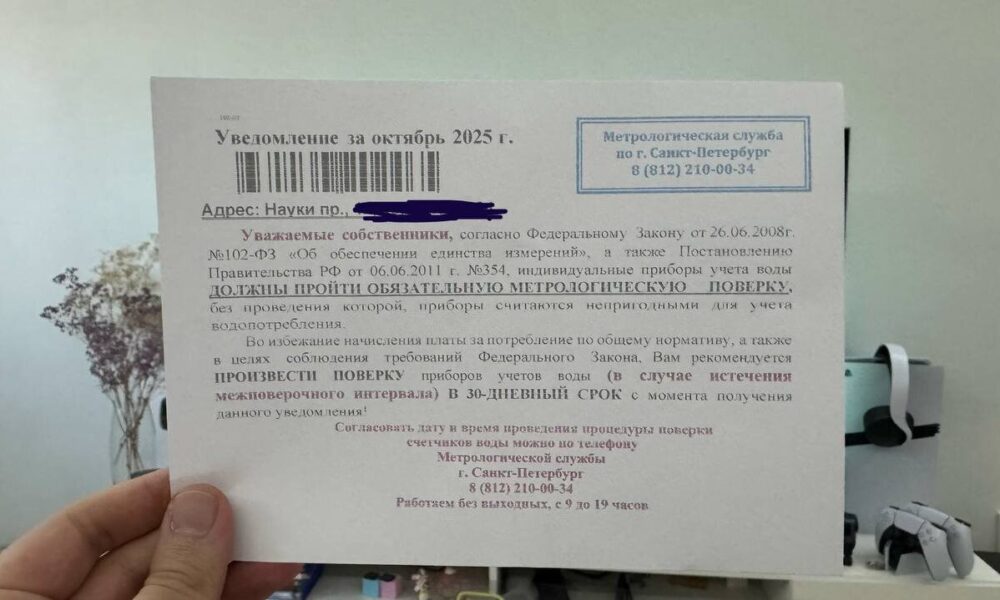 Уведомление за октябрь 2025 г.
Метрологическая служба
по г. Санкт-Петербург
8 (812) 210-00-34
Адрес: Науки пр.,
Уважаемые собственники, согласно Федеральному Закону от 26.06.2008г.
№102-ФЗ «Об обеспечении единства измерений», а также Постановлению
Правительства РФ от 06.06.2011 г. №354, индивидуальные приборы учета воды
ДОЛЖНЫ ПРОЙТИ ОБЯЗАТЕЛЬНУЮ МЕТРОЛОГИЧЕСКУЮ ПОВЕРКУ,
без проведения которой, приборы считаются непригодными для учета
водопотребления.
Во избежание начисления платы за потребление по общему нормативу, а также
в целях соблюдения требований Федерального Закона, Вам рекомендуется
ПРОИЗВЕСТИ ПОВЕРКУ приборов учетов воды (в случае истечения
межповерочного интервала) В 30-ДНЕВНЫЙ СРОК с момента получения
данного уведомления!
Согласовать дату и время проведения процедуры поверки
счетчиков воды можно по телефону
Метрологической службы
г. Санкт-Петербург
8 (812) 210-00-34
Работаем без выходных, с 9 до 19 часов